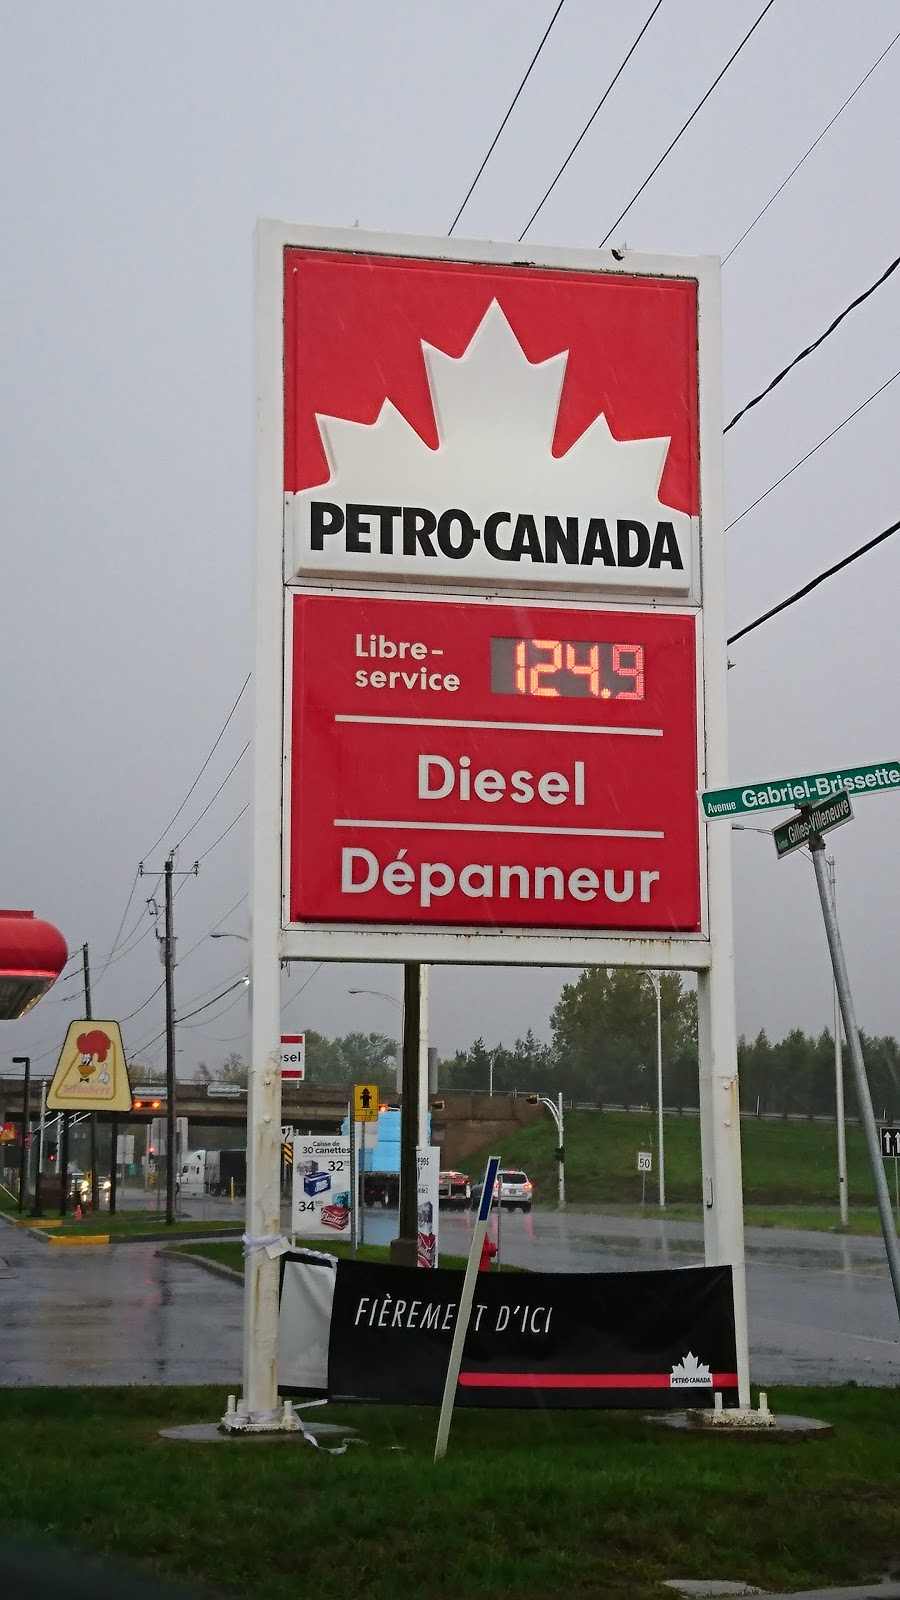 PETRO-CANADA
Libre-
service
124.9
Diesel
Dépanneur
Avenue Gabriel-Brissette
Gilles-Villeneuve
esel
Caisse de
30 canettes
32
34
50
FIÈREMENT D'ICI
PETRO-CANADA